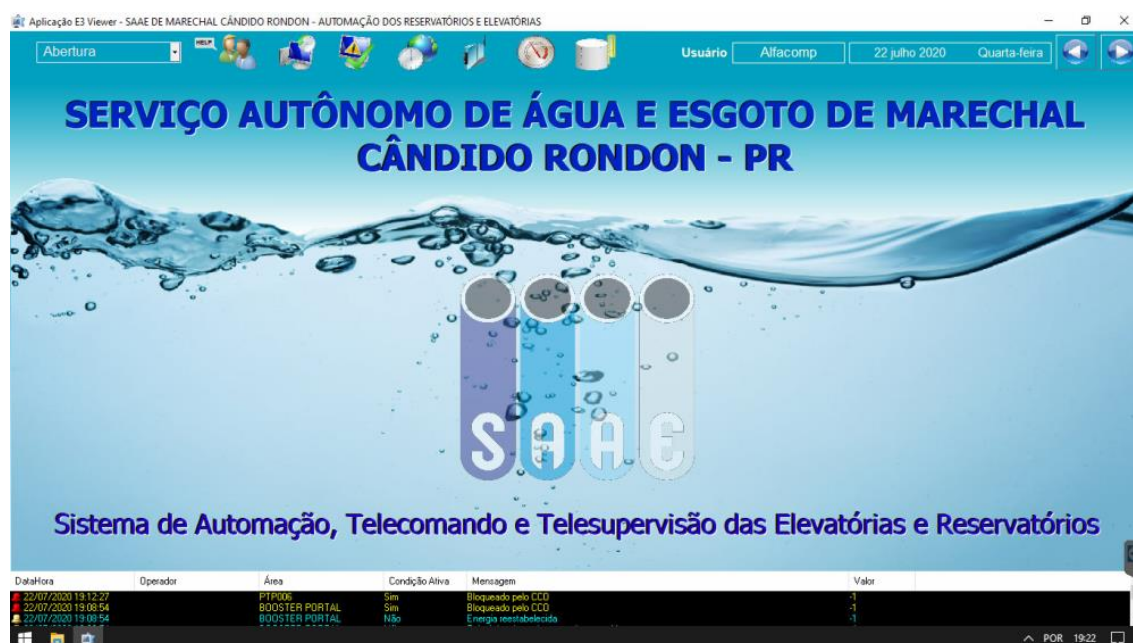 Aplicação E3 Viewer - SAAE DE MARECHAL CÂNDIDO RONDON - AUTOMAÇÃO DOS RESERVATÓRIOS E ELEVATÓRIAS
Abertura HELP Usuário Alfacomp 22 julho 2020 Quarta-feira
SERVIÇO AUTÔNOMO DE ÁGUA E ESGOTO DE MARECHAL
CÂNDIDO RONDON - PR
SAAE
Sistema de Automação, Telecomando e Telesupervisão das Elevatórias e Reservatórios
DataHora Operador Área Condição Ativa Mensagem Valor
22/07/2020 19:12:27 PTP006 Sim Bloqueado pelo CCO -1
22/07/2020 19:08:54 BOOSTER PORTAL Sim Bloqueado pelo CCO -1
22/07/2020 19:08:54 BOOSTER PORTAL Não Energia reestabelecida -1
POR 19:22